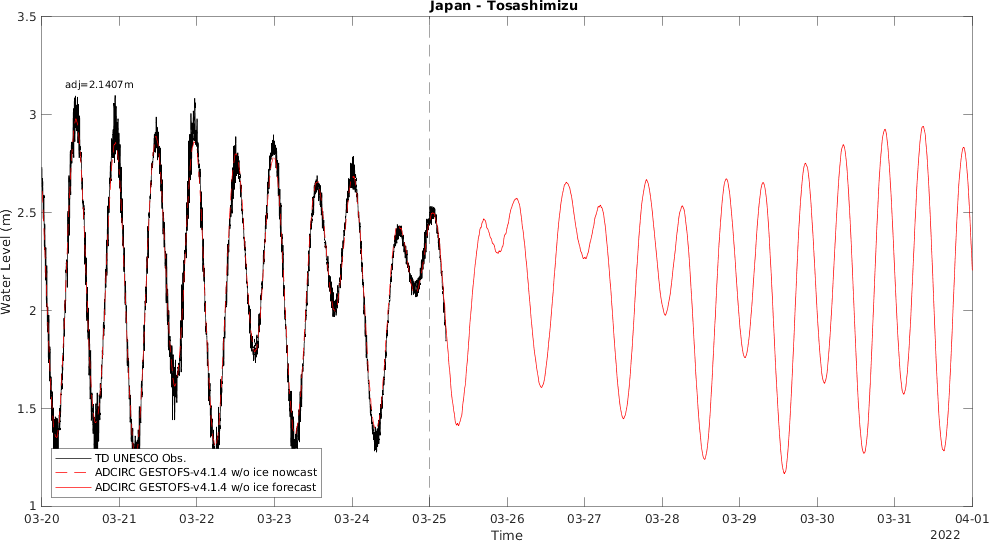 Japan - Tosashimizu
3.5
adj=2.1407m
3
2.5
Water Level (m)
2
1.5
TD UNESCO Obs.
ADCIRC GESTOFS-v4.1.4 w/o ice nowcast
ADCIRC GESTOFS-v4.1.4 w/o ice forecast
1
03-20 03-21 03-22 03-23 03-24 03-25 03-26 03-27 03-28 03-29 03-30 03-31 04-01
Time
2022